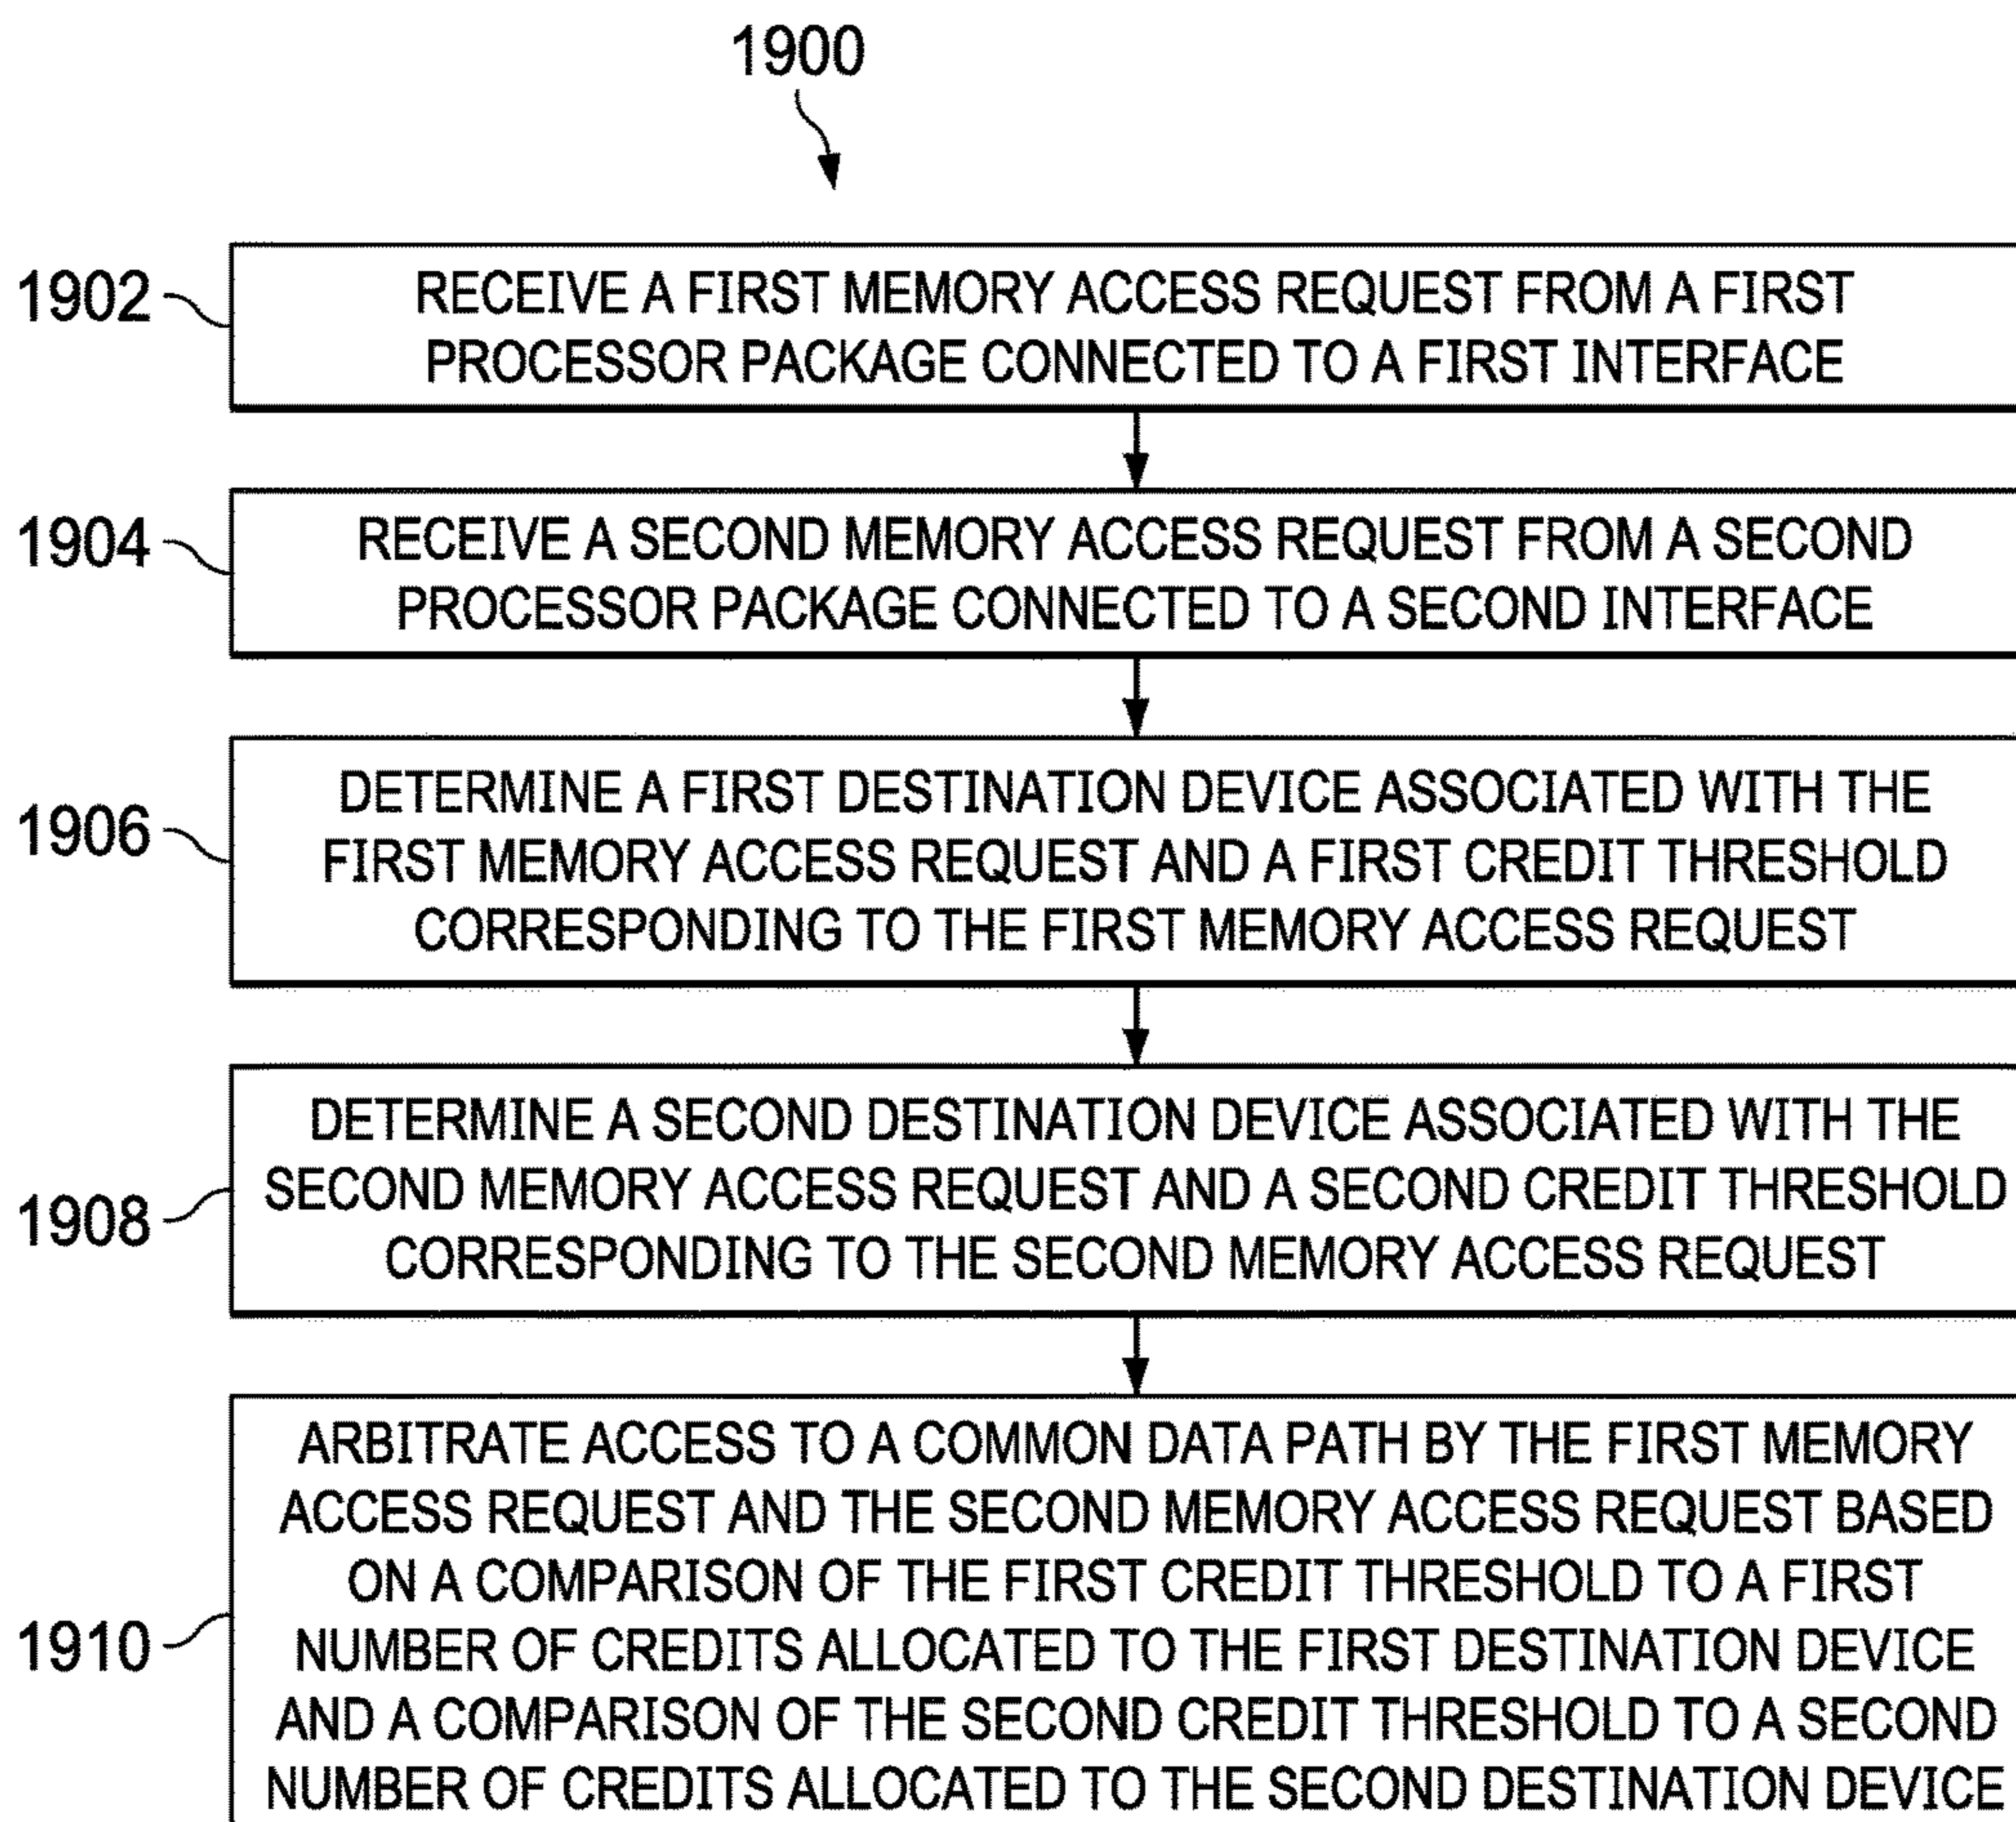 1900
1902
RECEIVE A FIRST MEMORY ACCESS REQUEST FROM A FIRST
PROCESSOR PACKAGE CONNECTED TO A FIRST INTERFACE
1904
RECEIVE A SECOND MEMORY ACCESS REQUEST FROM A SECOND
PROCESSOR PACKAGE CONNECTED TO A SECOND INTERFACE
1906
DETERMINE A FIRST DESTINATION DEVICE ASSOCIATED WITH THE
FIRST MEMORY ACCESS REQUEST AND A FIRST CREDIT THRESHOLD
CORRESPONDING TO THE FIRST MEMORY ACCESS REQUEST
1908
DETERMINE A SECOND DESTINATION DEVICE ASSOCIATED WITH THE
SECOND MEMORY ACCESS REQUEST AND A SECOND CREDIT THRESHOLD
CORRESPONDING TO THE SECOND MEMORY ACCESS REQUEST
1910
ARBITRATE ACCESS TO A COMMON DATA PATH BY THE FIRST MEMORY
ACCESS REQUEST AND THE SECOND MEMORY ACCESS REQUEST BASED
ON A COMPARISON OF THE FIRST CREDIT THRESHOLD TO A FIRST
NUMBER OF CREDITS ALLOCATED TO THE FIRST DESTINATION DEVICE
AND A COMPARISON OF THE SECOND CREDIT THRESHOLD TO A SECOND
NUMBER OF CREDITS ALLOCATED TO THE SECOND DESTINATION DEVICE